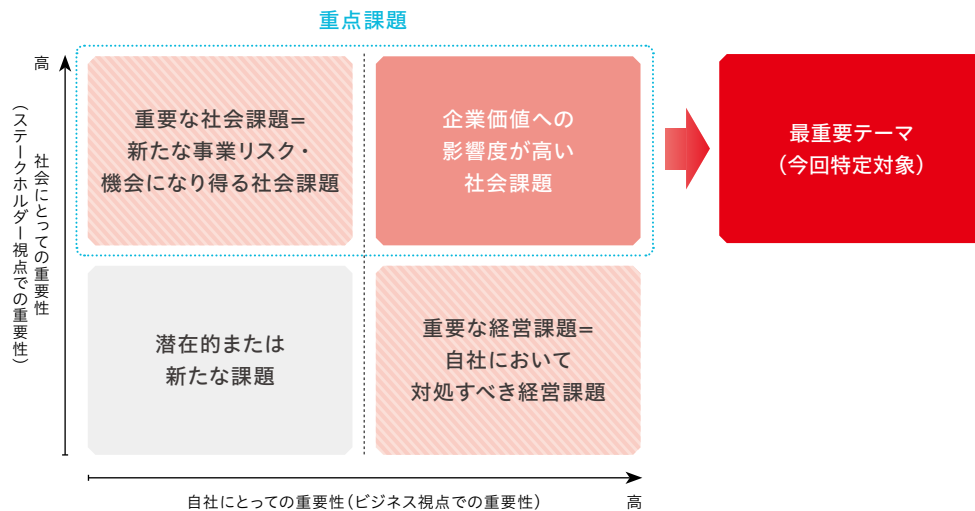 重点課題
高
社会にとっての重要性
(ステークホルダー視点での重要性)
重要な社会課題=
新たな事業リスク・
機会になり得る社会課題
企業価値への
影響度が高い
社会課題
最重要テーマ
(今回特定対象)
潜在的または
新たな課題
重要な経営課題=
自社において
対処すべき経営課題
自社にとっての重要性(ビジネス視点での重要性)
高